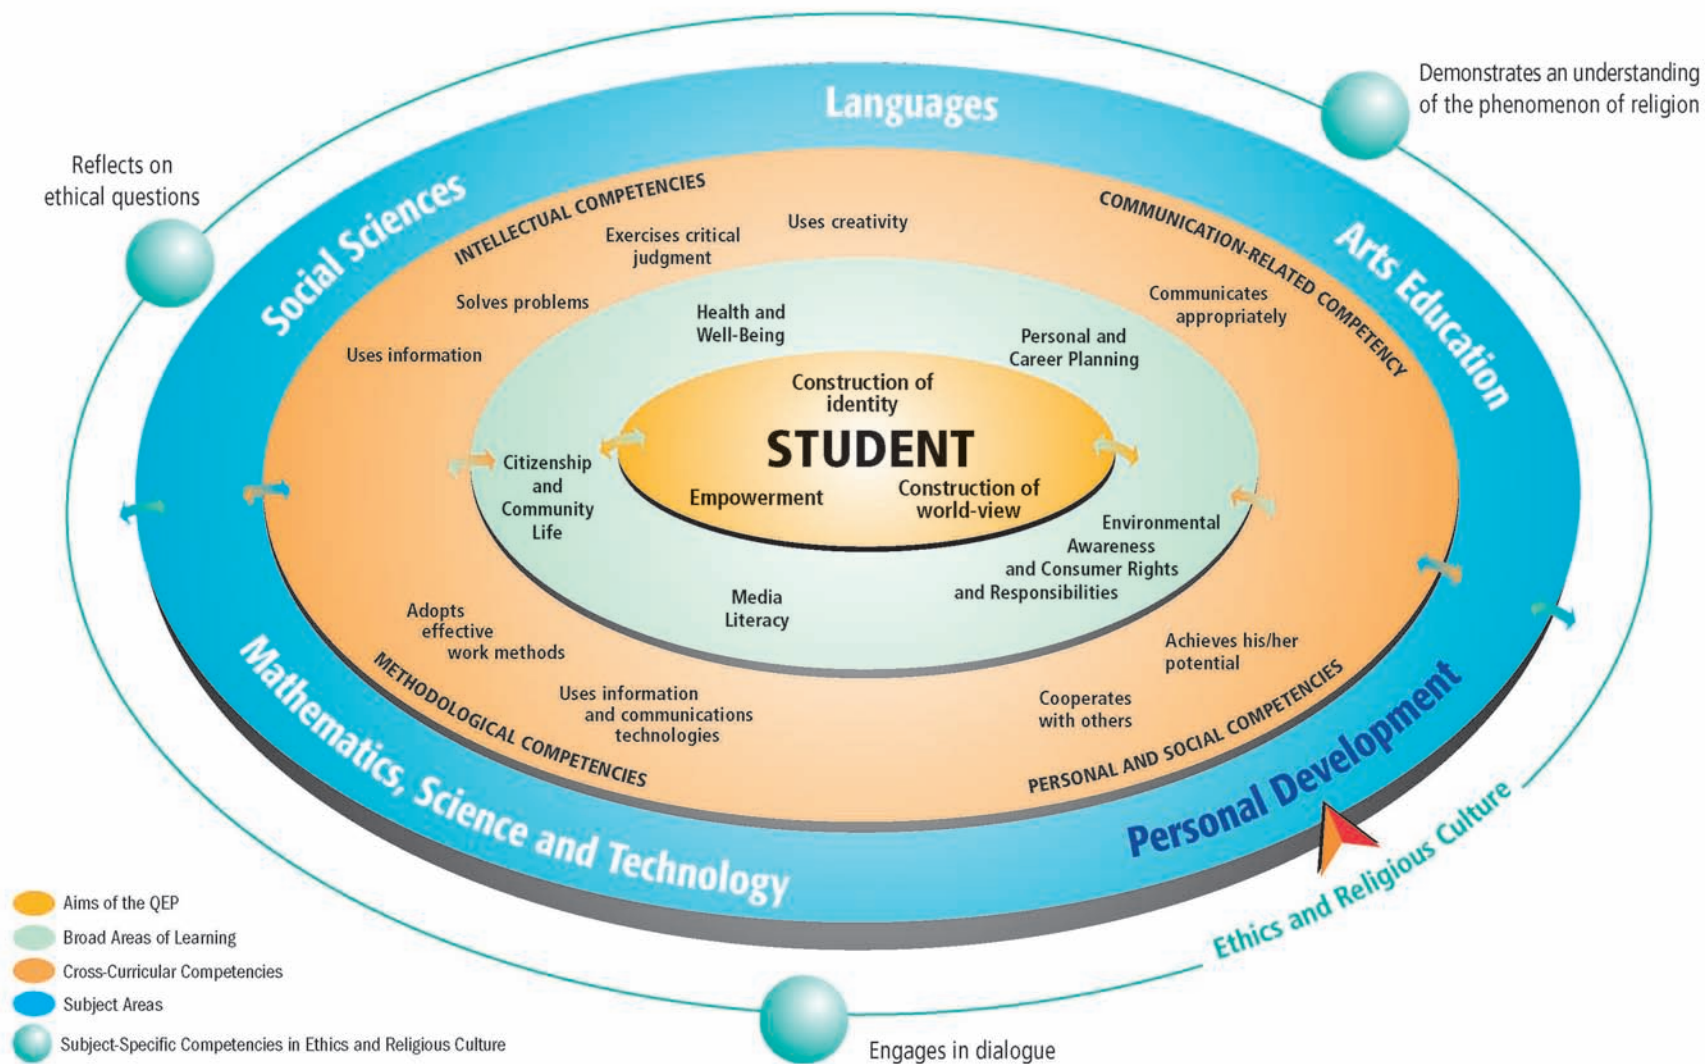 Demonstrates an understanding
of the phenomenon of religion
Reflects on
ethical questions
Languages
Social Sciences
Arts Education
INTELLECTUAL COMPETENCIES
COMMUNICATION-RELATED COMPETENCY
Uses creativity
Exercises critical
judgment
Solves problems
Uses information
Communicates
appropriately
Health and
Well-Being
Personal and
Career Planning
Construction of
identity
STUDENT
Empowerment
Construction of
world-view
Citizenship
and
Community
Life
Environmental
Awareness
and Consumer Rights
and Responsibilities
Media
Literacy
Adopts
effective
work methods
Uses information
and communications
technologies
METHODOLOGICAL COMPETENCIES
Achieves his/her
potential
Cooperates
with others
PERSONAL AND SOCIAL COMPETENCIES
Mathematics, Science and Technology
Personal Development
Ethics and Religious Culture
Aims of the QEP
Broad Areas of Learning
Cross-Curricular Competencies
Subject Areas
Subject-Specific Competencies in Ethics and Religious Culture
Engages in dialogue